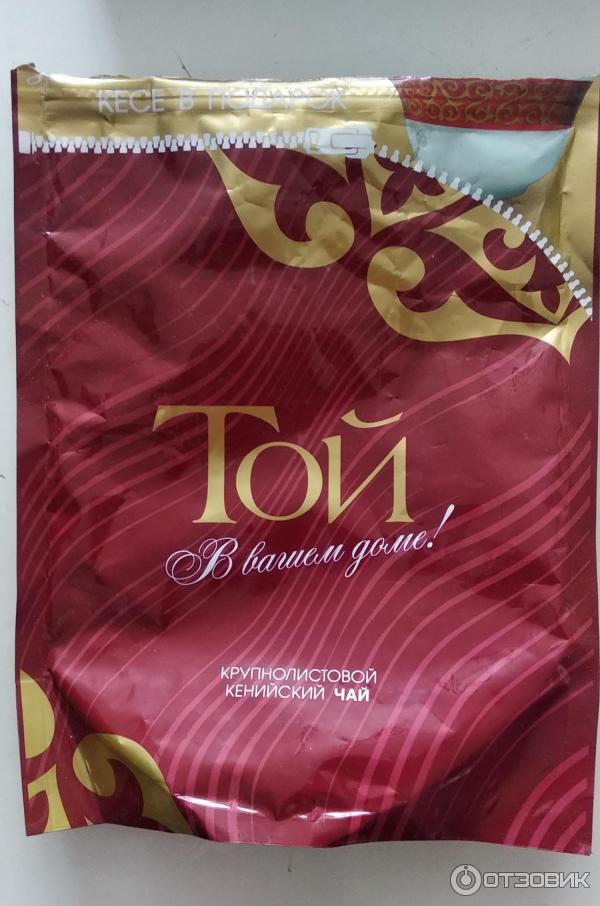 КЕСЕ В ПОДАРОК
Той
В вашем доме!
КРУПНОЛИСТОВОЙ
КЕНИЙСКИЙ ЧАЙ
ОТЗОВИК